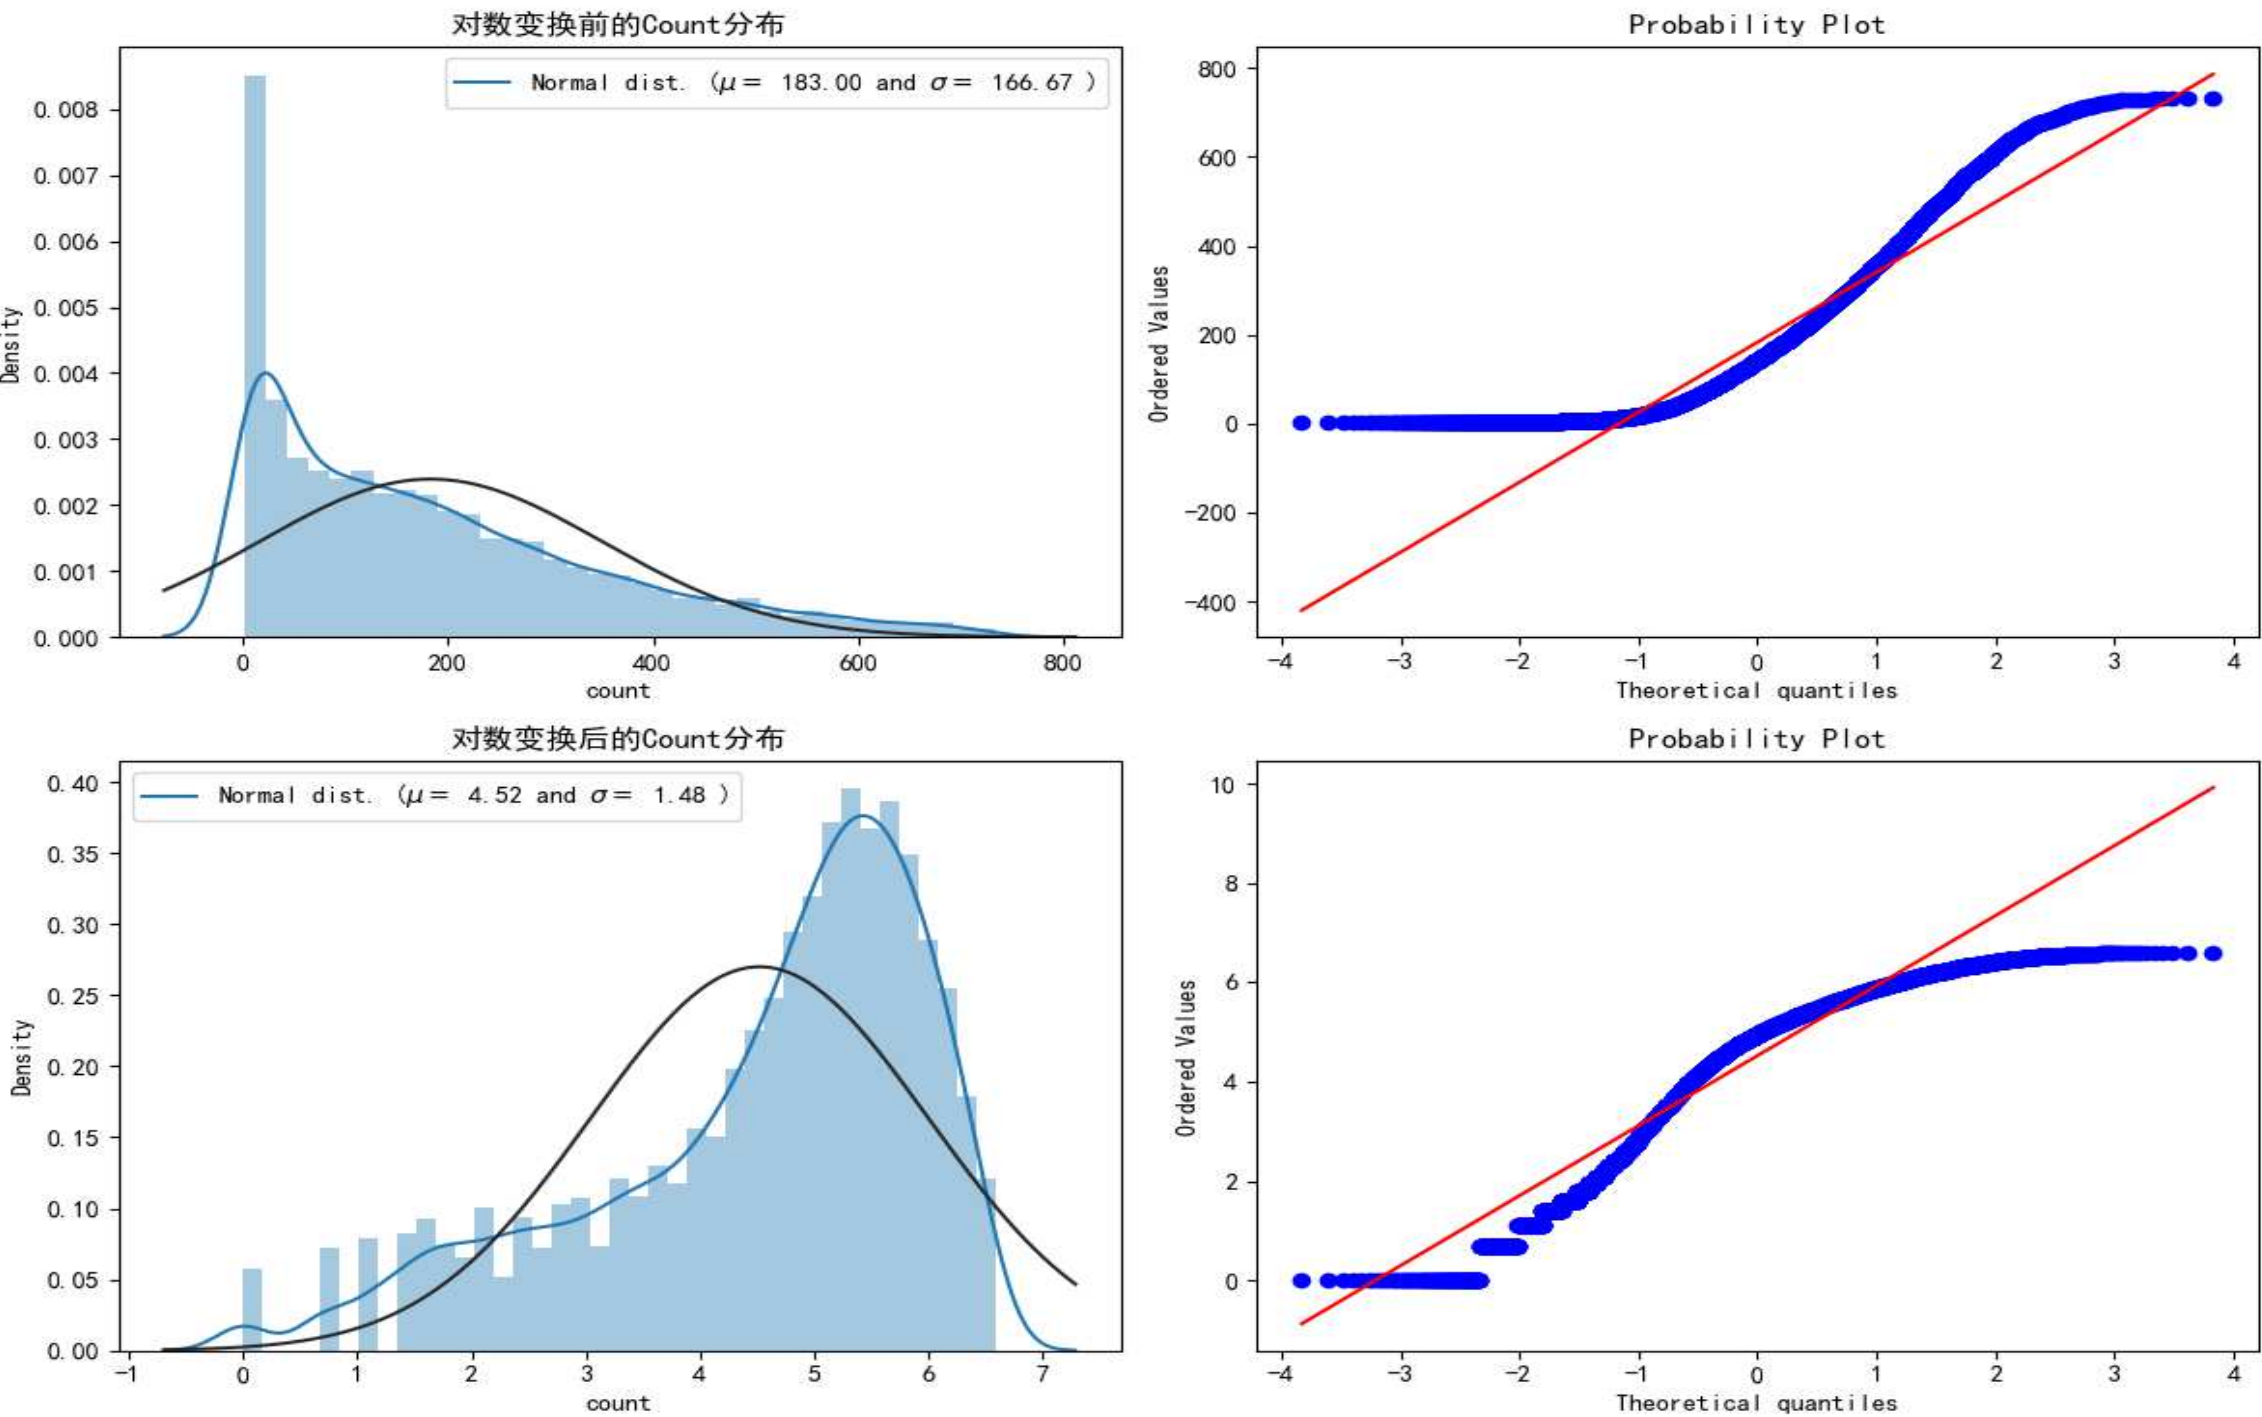 对数变换前的Count分布
Normal dist. (μ= 183.00 and σ= 166.67 )
Density
0.008
0.007
0.006
0.005
0.004
0.003
0.002
0.001
0.000
0 200 400 600 800
count
Probability Plot
Ordered Values
800
600
400
200
0
−200
−400
−4 −3 −2 −1 0 1 2 3 4
Theoretical quantiles
对数变换后的Count分布
Normal dist. (μ= 4.52 and σ= 1.48 )
Density
0.40
0.35
0.30
0.25
0.20
0.15
0.10
0.05
0.00
−1 0 1 2 3 4 5 6 7
count
Probability Plot
Ordered Values
10
8
6
4
2
0
−4 −3 −2 −1 0 1 2 3 4
Theoretical quantiles